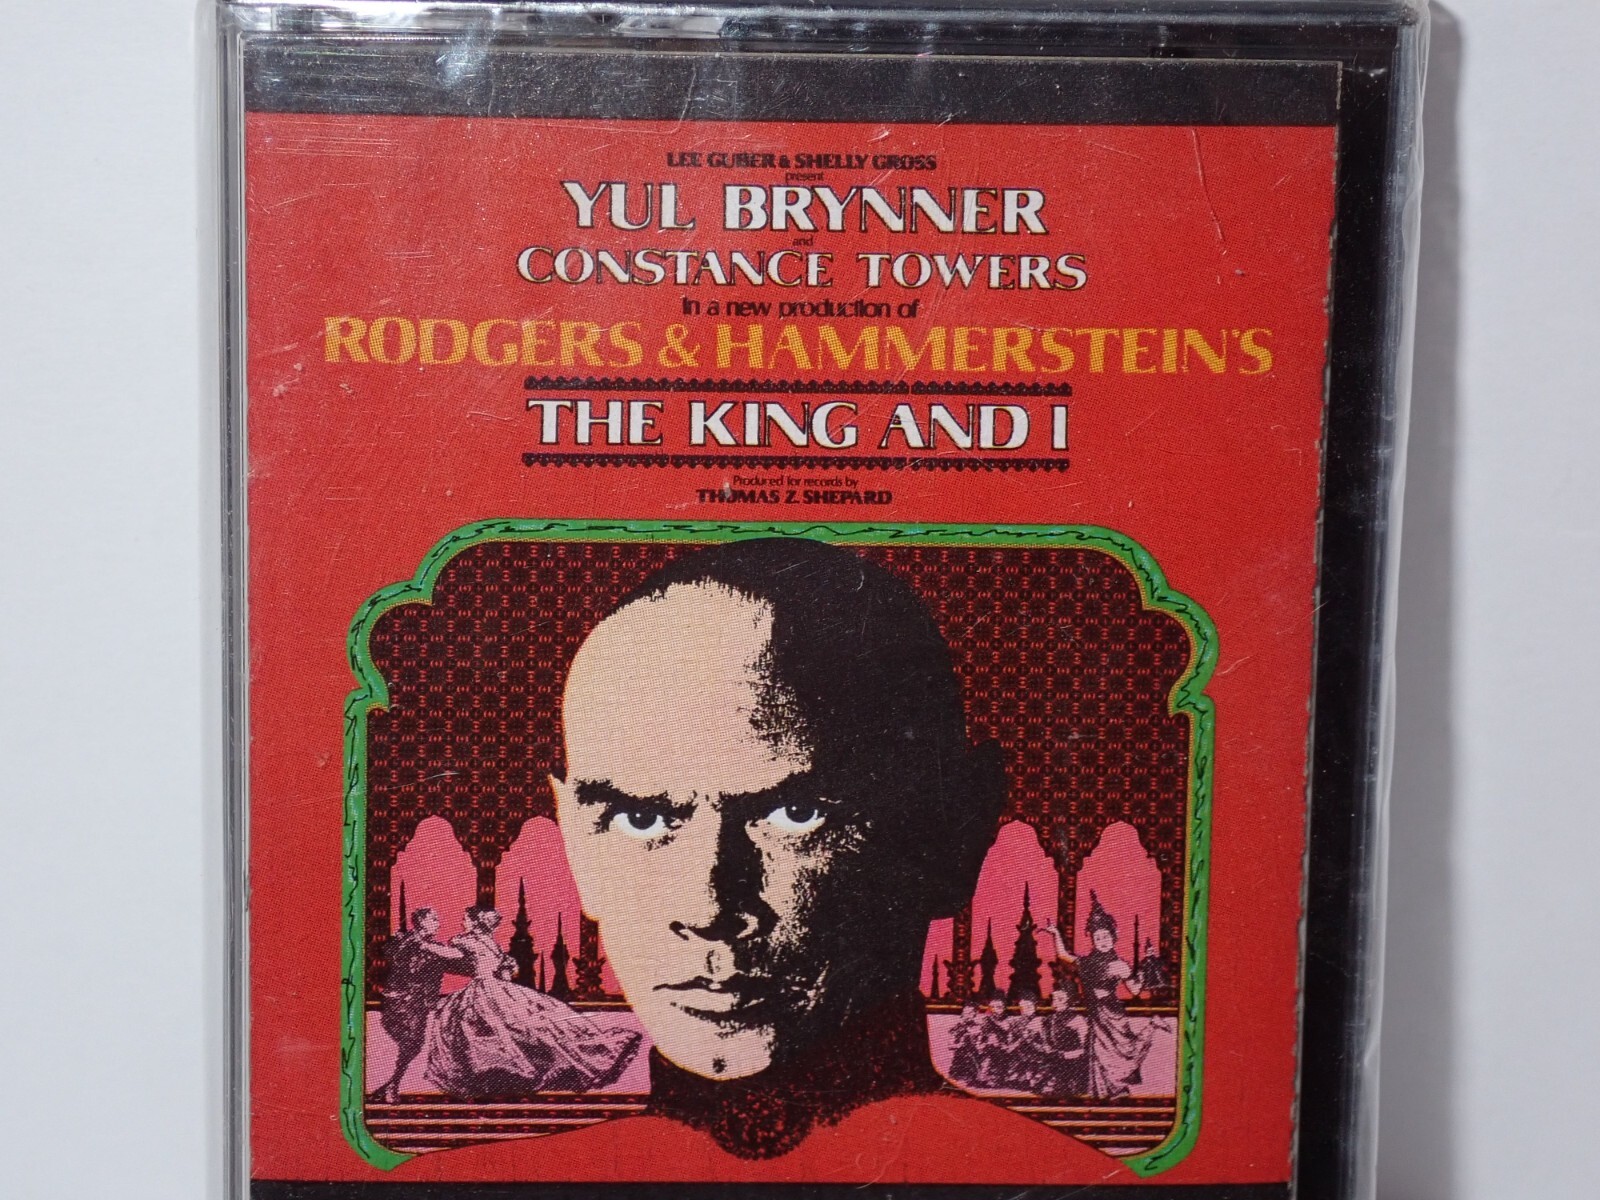 LEE GUBER & SHELLY GROSS
present
YUL BRYNNER
and
CONSTANCE TOWERS
In a new production of
RODGERS & HAMMERSTEIN'S
THE KING AND I
Produced for records by
THOMAS Z. SHEPARD